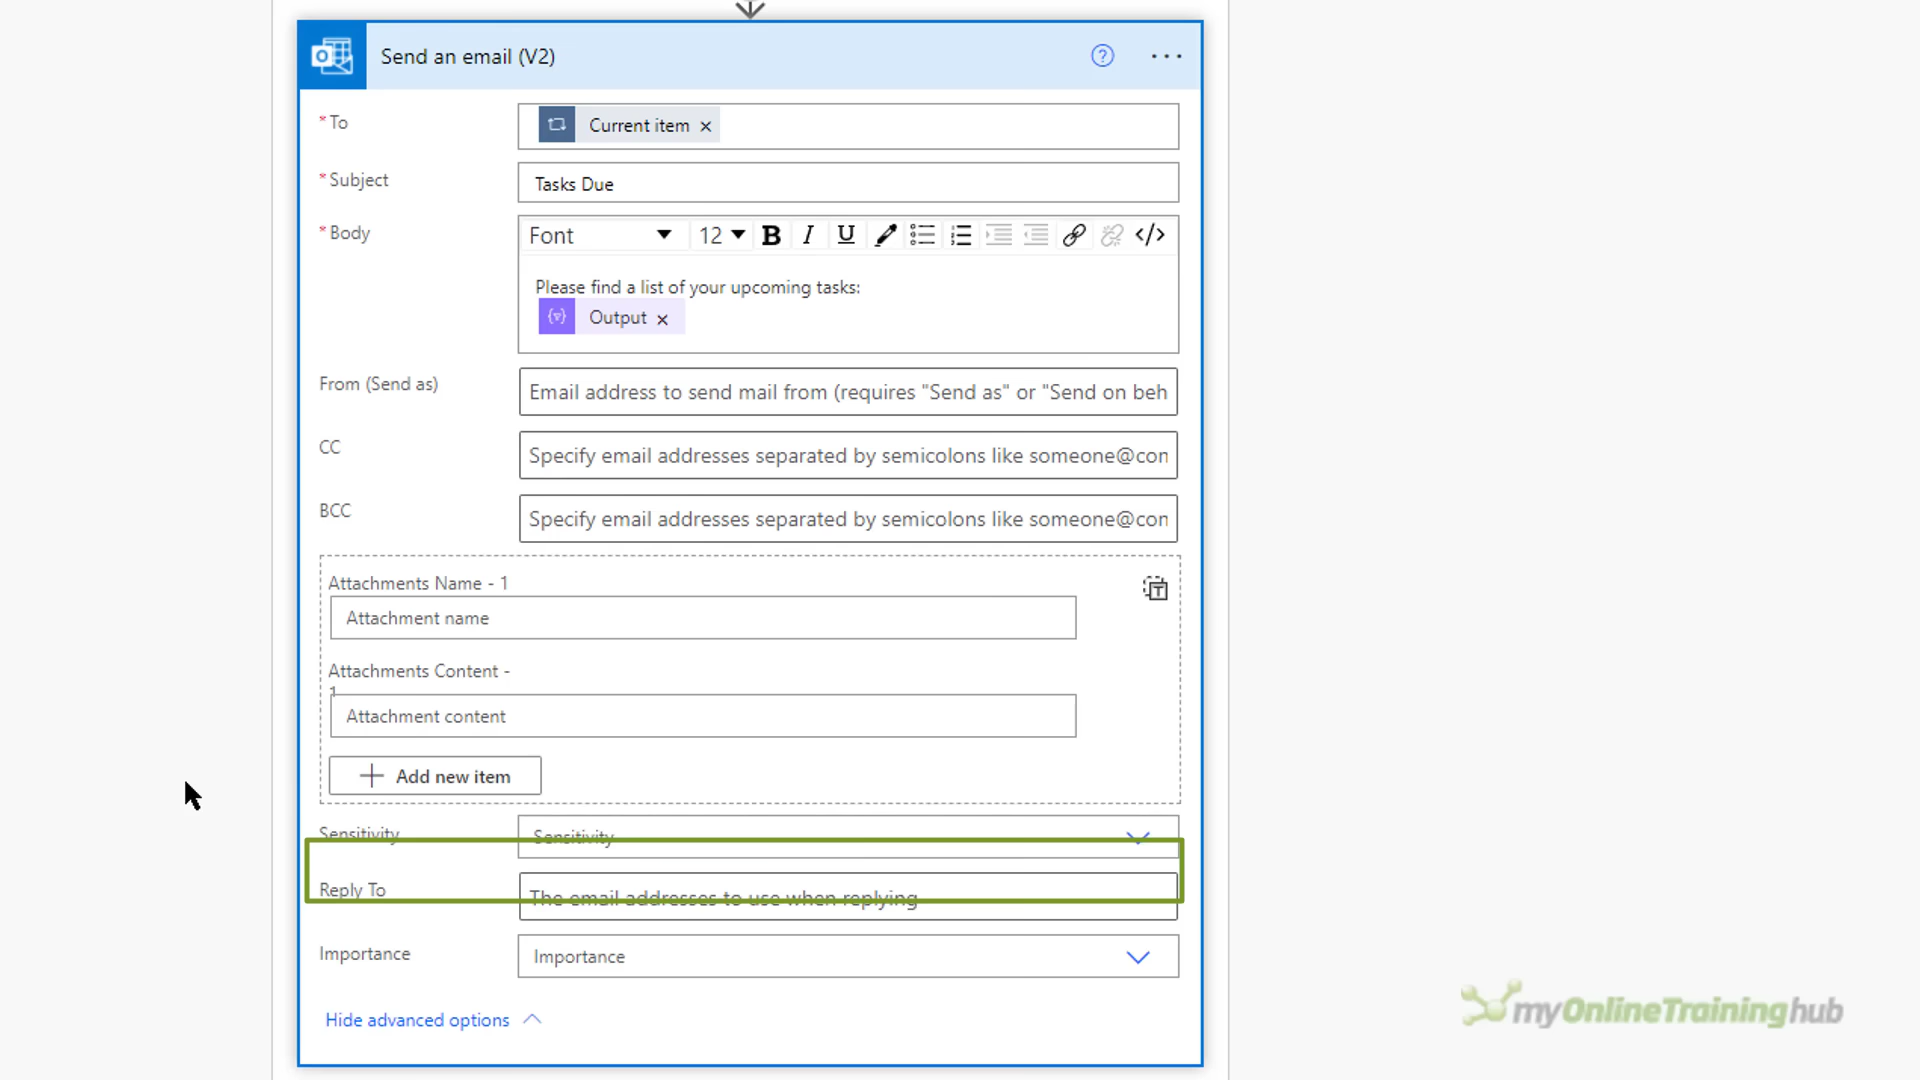 Send an email (V2)
?
* To
Current item ×
* Subject
Tasks Due
* Body
Font 12 B I U </>
Please find a list of your upcoming tasks:
Output ×
From (Send as)
Email address to send mail from (requires "Send as" or "Send on beh
CC
Specify email addresses separated by semicolons like someone@con
BCC
Specify email addresses separated by semicolons like someone@con
Attachments Name - 1
Attachment name
Attachments Content -
1
Attachment content
Add new item
Sensitivity
Sensitivity
Reply To
The email addresses to use when replying
Importance
Importance
Hide advanced options
myOnlineTraininghub